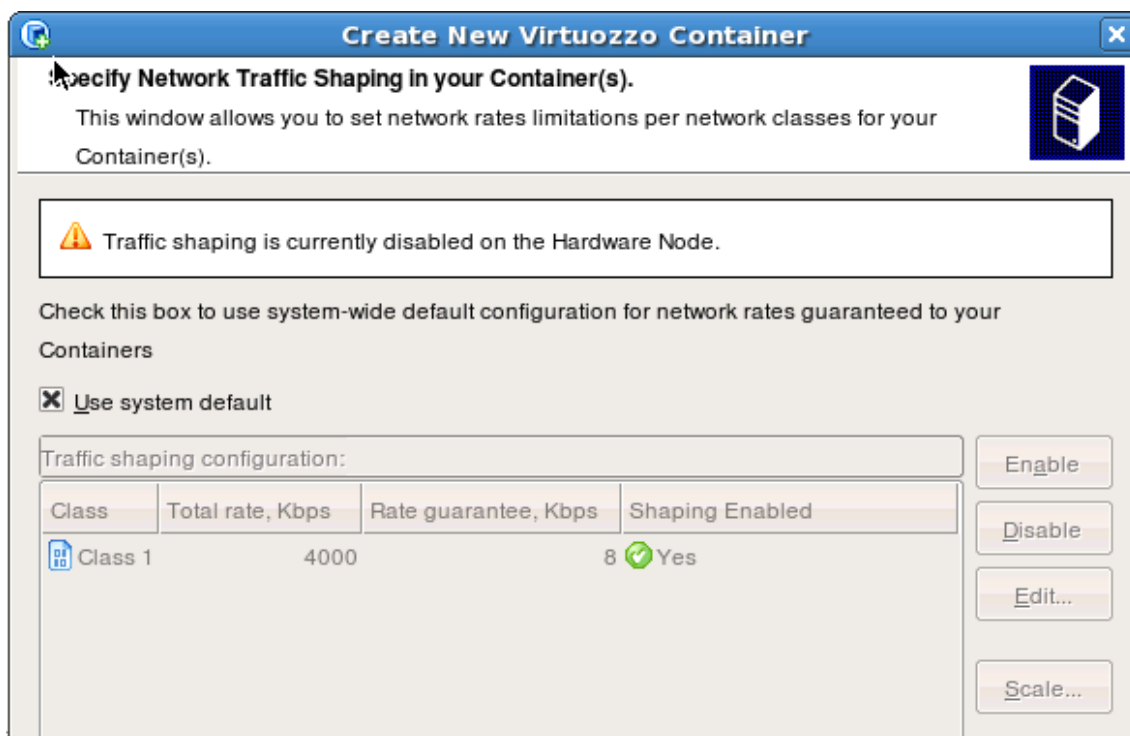 Create New Virtuozzo Container
Specify Network Traffic Shaping in your Container(s).
This window allows you to set network rates limitations per network classes for your
Container(s).
Traffic shaping is currently disabled on the Hardware Node.
Check this box to use system-wide default configuration for network rates guaranteed to your
Containers
Use system default
Traffic shaping configuration:
Enable
Class Total rate, Kbps Rate guarantee, Kbps Shaping Enabled
Disable
Class 1 4000 8 Yes
Edit...
Scale...